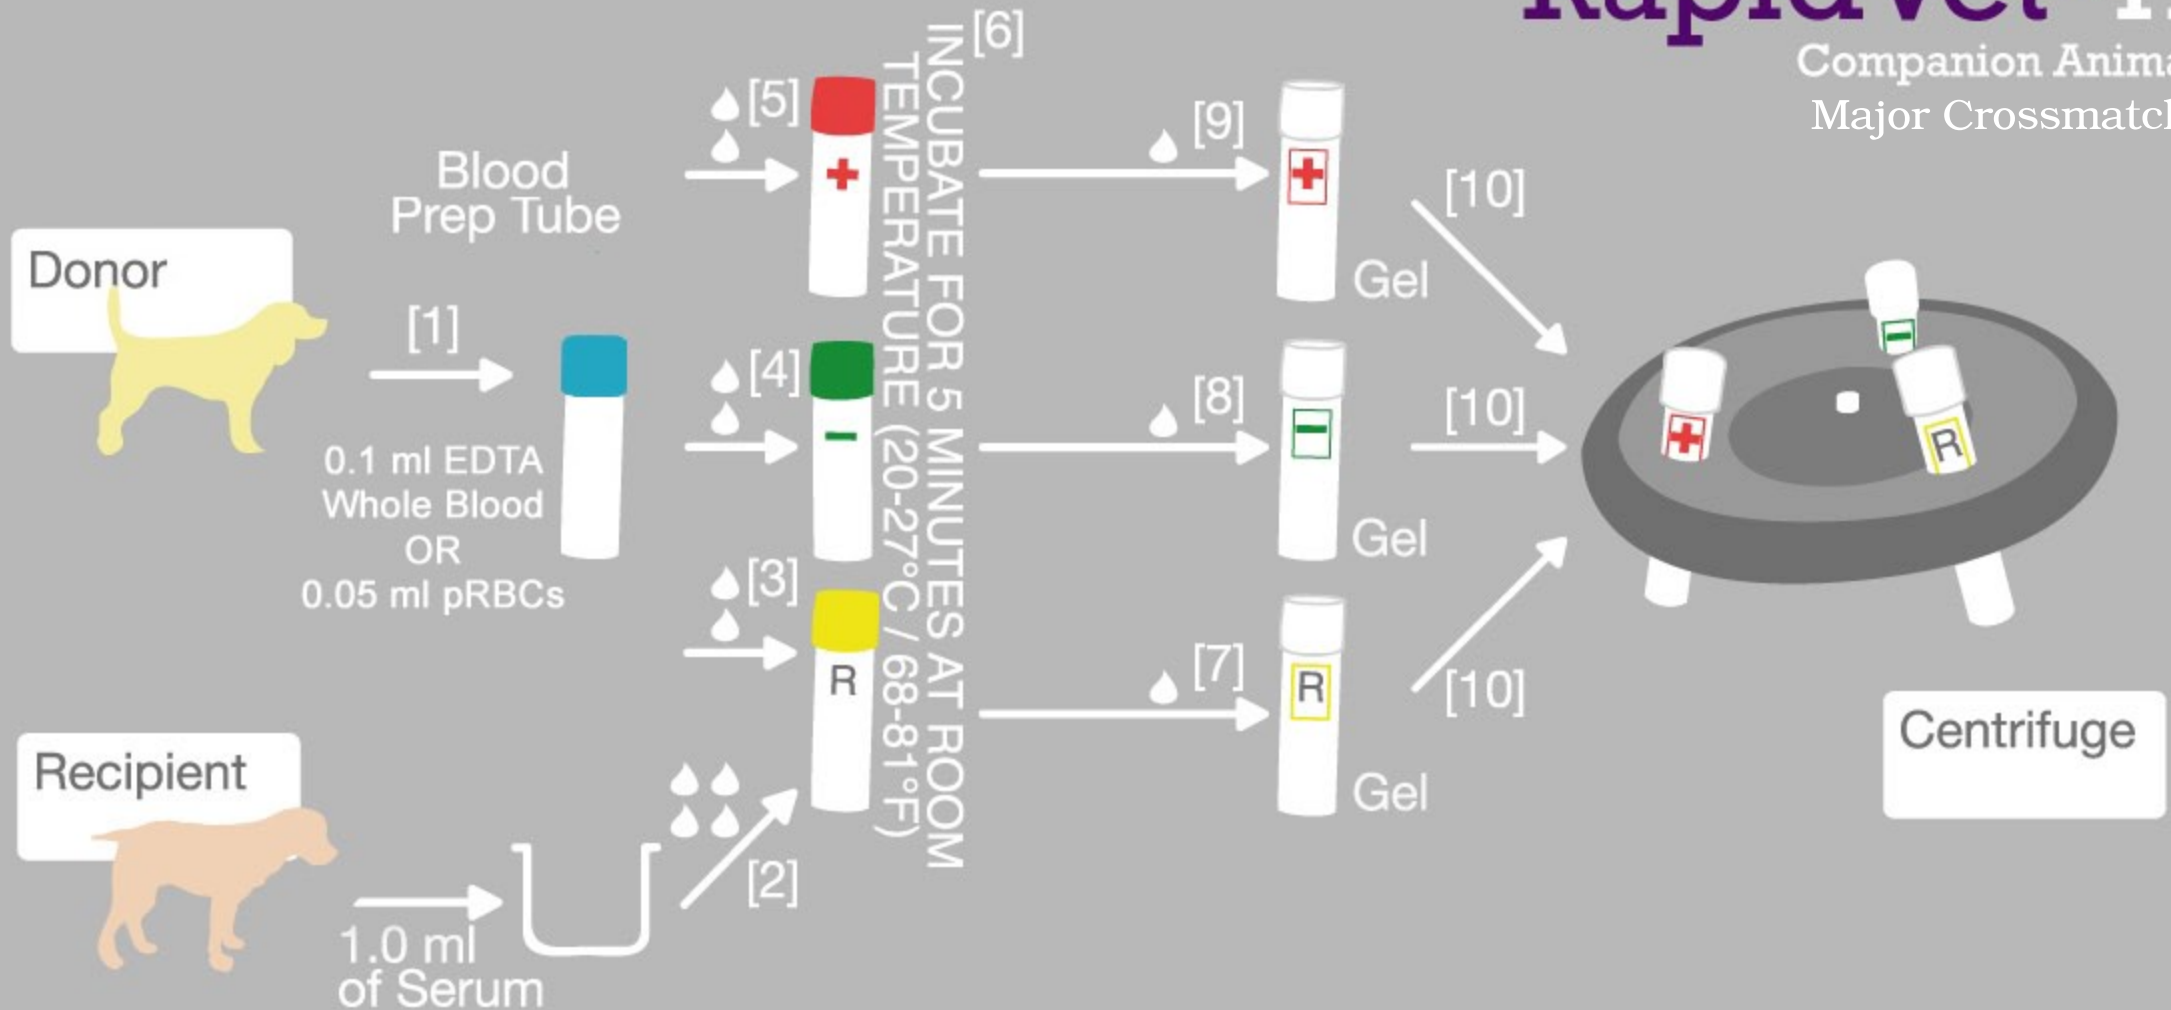 RapidVet
Companion
Major
[6]
[5]
INCUBATE FOR 5 MINUTES AT ROOM
TEMPERATURE (20-27°C / 68-81°F)
[9]
Gel
[10]
Blood
Prep Tube
Donor
[1]
0.1 ml EDTA
Whole Blood
OR
0.05 ml pRBCs
[4]
[8]
Gel
[10]
[3]
R
[7]
R
Gel
[10]
R
Recipient
1.0 ml
of Serum
[2]
Centrifuge